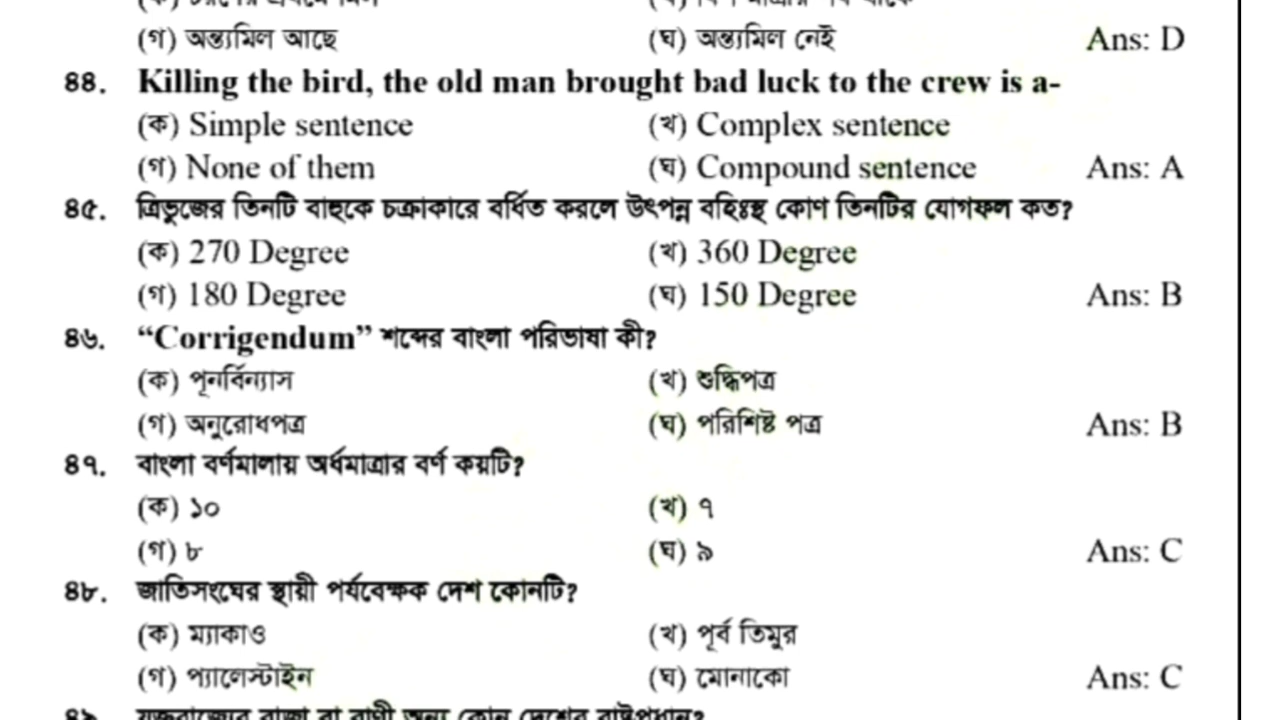 (গ) অন্ত্যমিল আছে (ঘ) অন্ত্যমিল নেই Ans: D
৪৪. Killing the bird, the old man brought bad luck to the crew is a-
(ক) Simple sentence (খ) Complex sentence
(গ) None of them (ঘ) Compound sentence Ans: A
৪৫. ত্রিভুজের তিনটি বাহুকে চক্রাকারে বর্ধিত করলে উৎপন্ন বহিঃস্থ কোণ তিনটির যোগফল কত?
(ক) 270 Degree (খ) 360 Degree
(গ) 180 Degree (ঘ) 150 Degree Ans: B
৪৬. “Corrigendum” শব্দের বাংলা পরিভাষা কী?
(ক) পূনর্বিন্যাস (খ) শুদ্ধিপত্র
(গ) অনুরোধপত্র (ঘ) পরিশিষ্ট পত্র Ans: B
৪৭. বাংলা বর্ণমালায় অর্ধমাত্রার বর্ণ কয়টি?
(ক) ১০ (খ) ৭
(গ) ৮ (ঘ) ৯ Ans: C
৪৮. জাতিসংঘের স্থায়ী পর্যবেক্ষক দেশ কোনটি?
(ক) ম্যাকাও (খ) পূর্ব তিমুর
(গ) প্যালেস্টাইন (ঘ) মোনাকো Ans: C